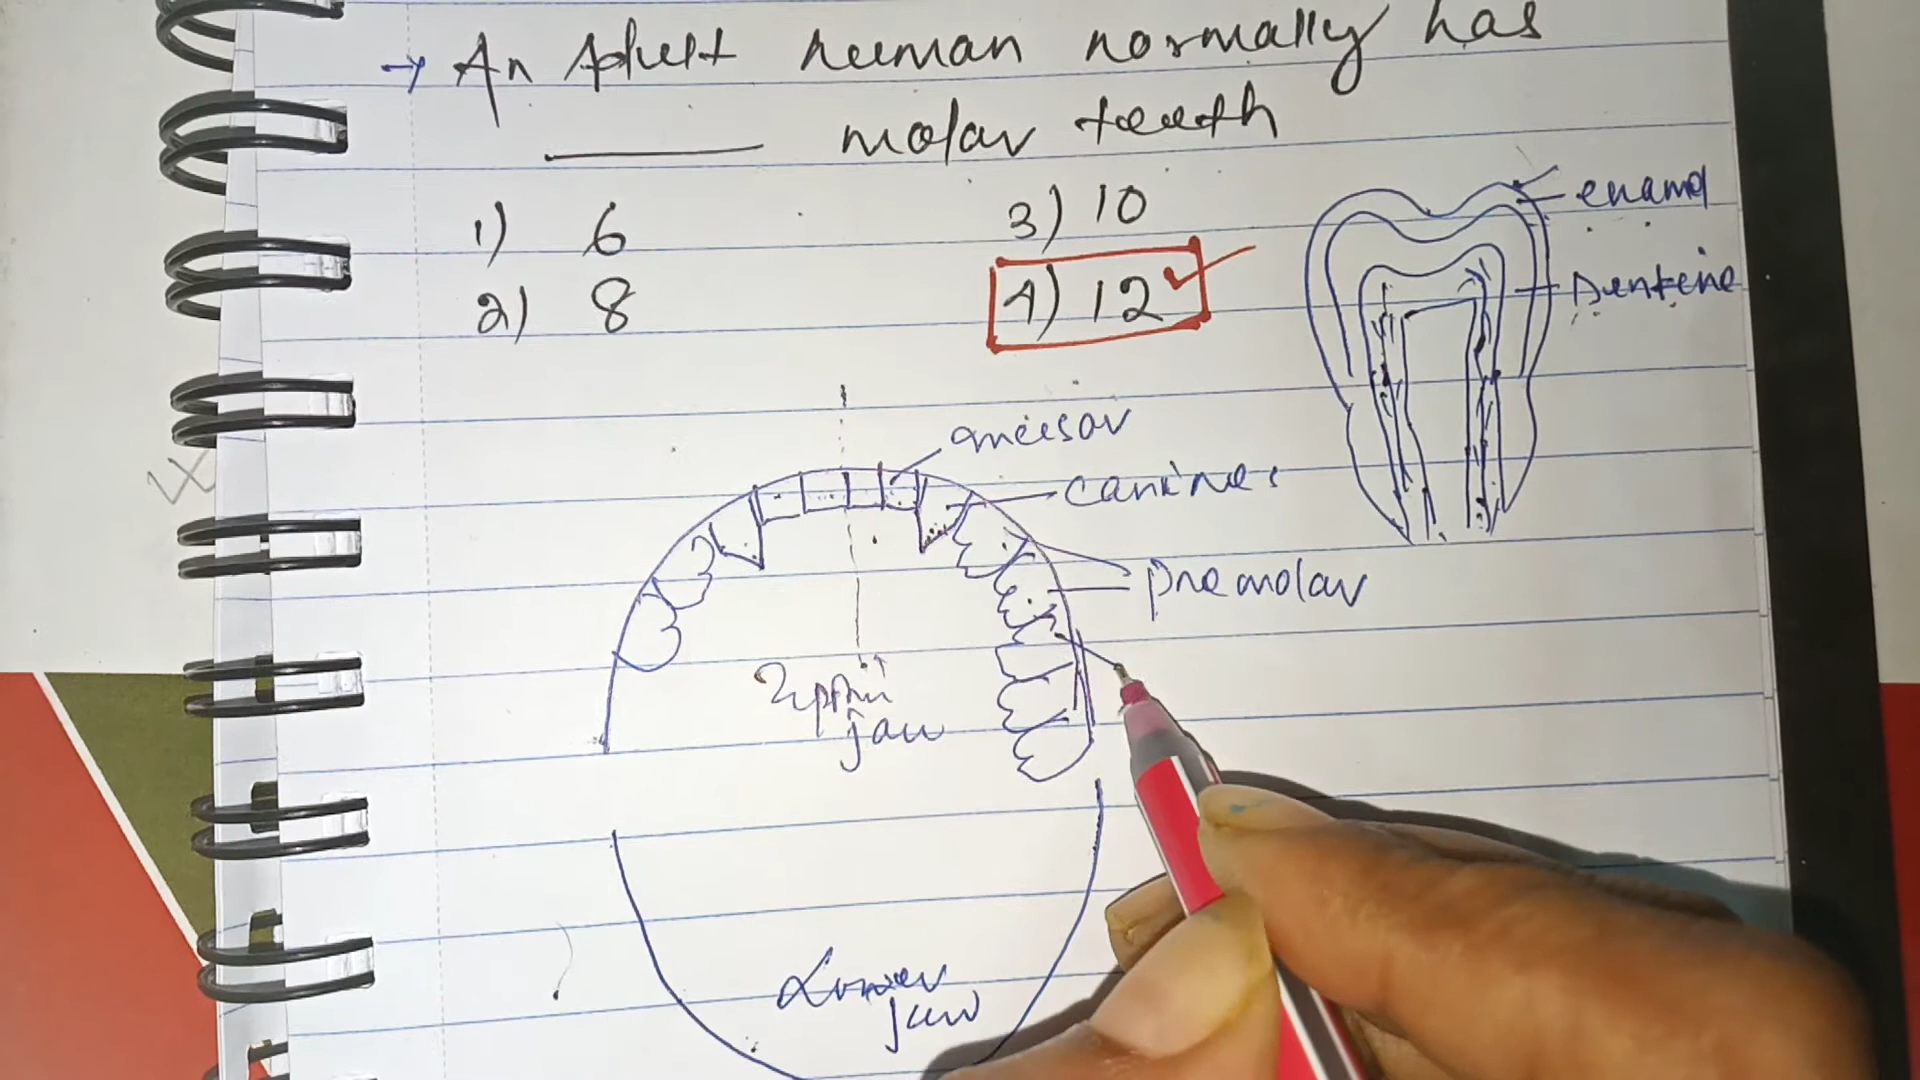 → An Adult human normally has
_____ molar teeth
1) 6
2) 8
3) 10
4) 12 ✓
enamel
Dentine
incisor
canines
premolar
Upper
jaw
Lower
jaw